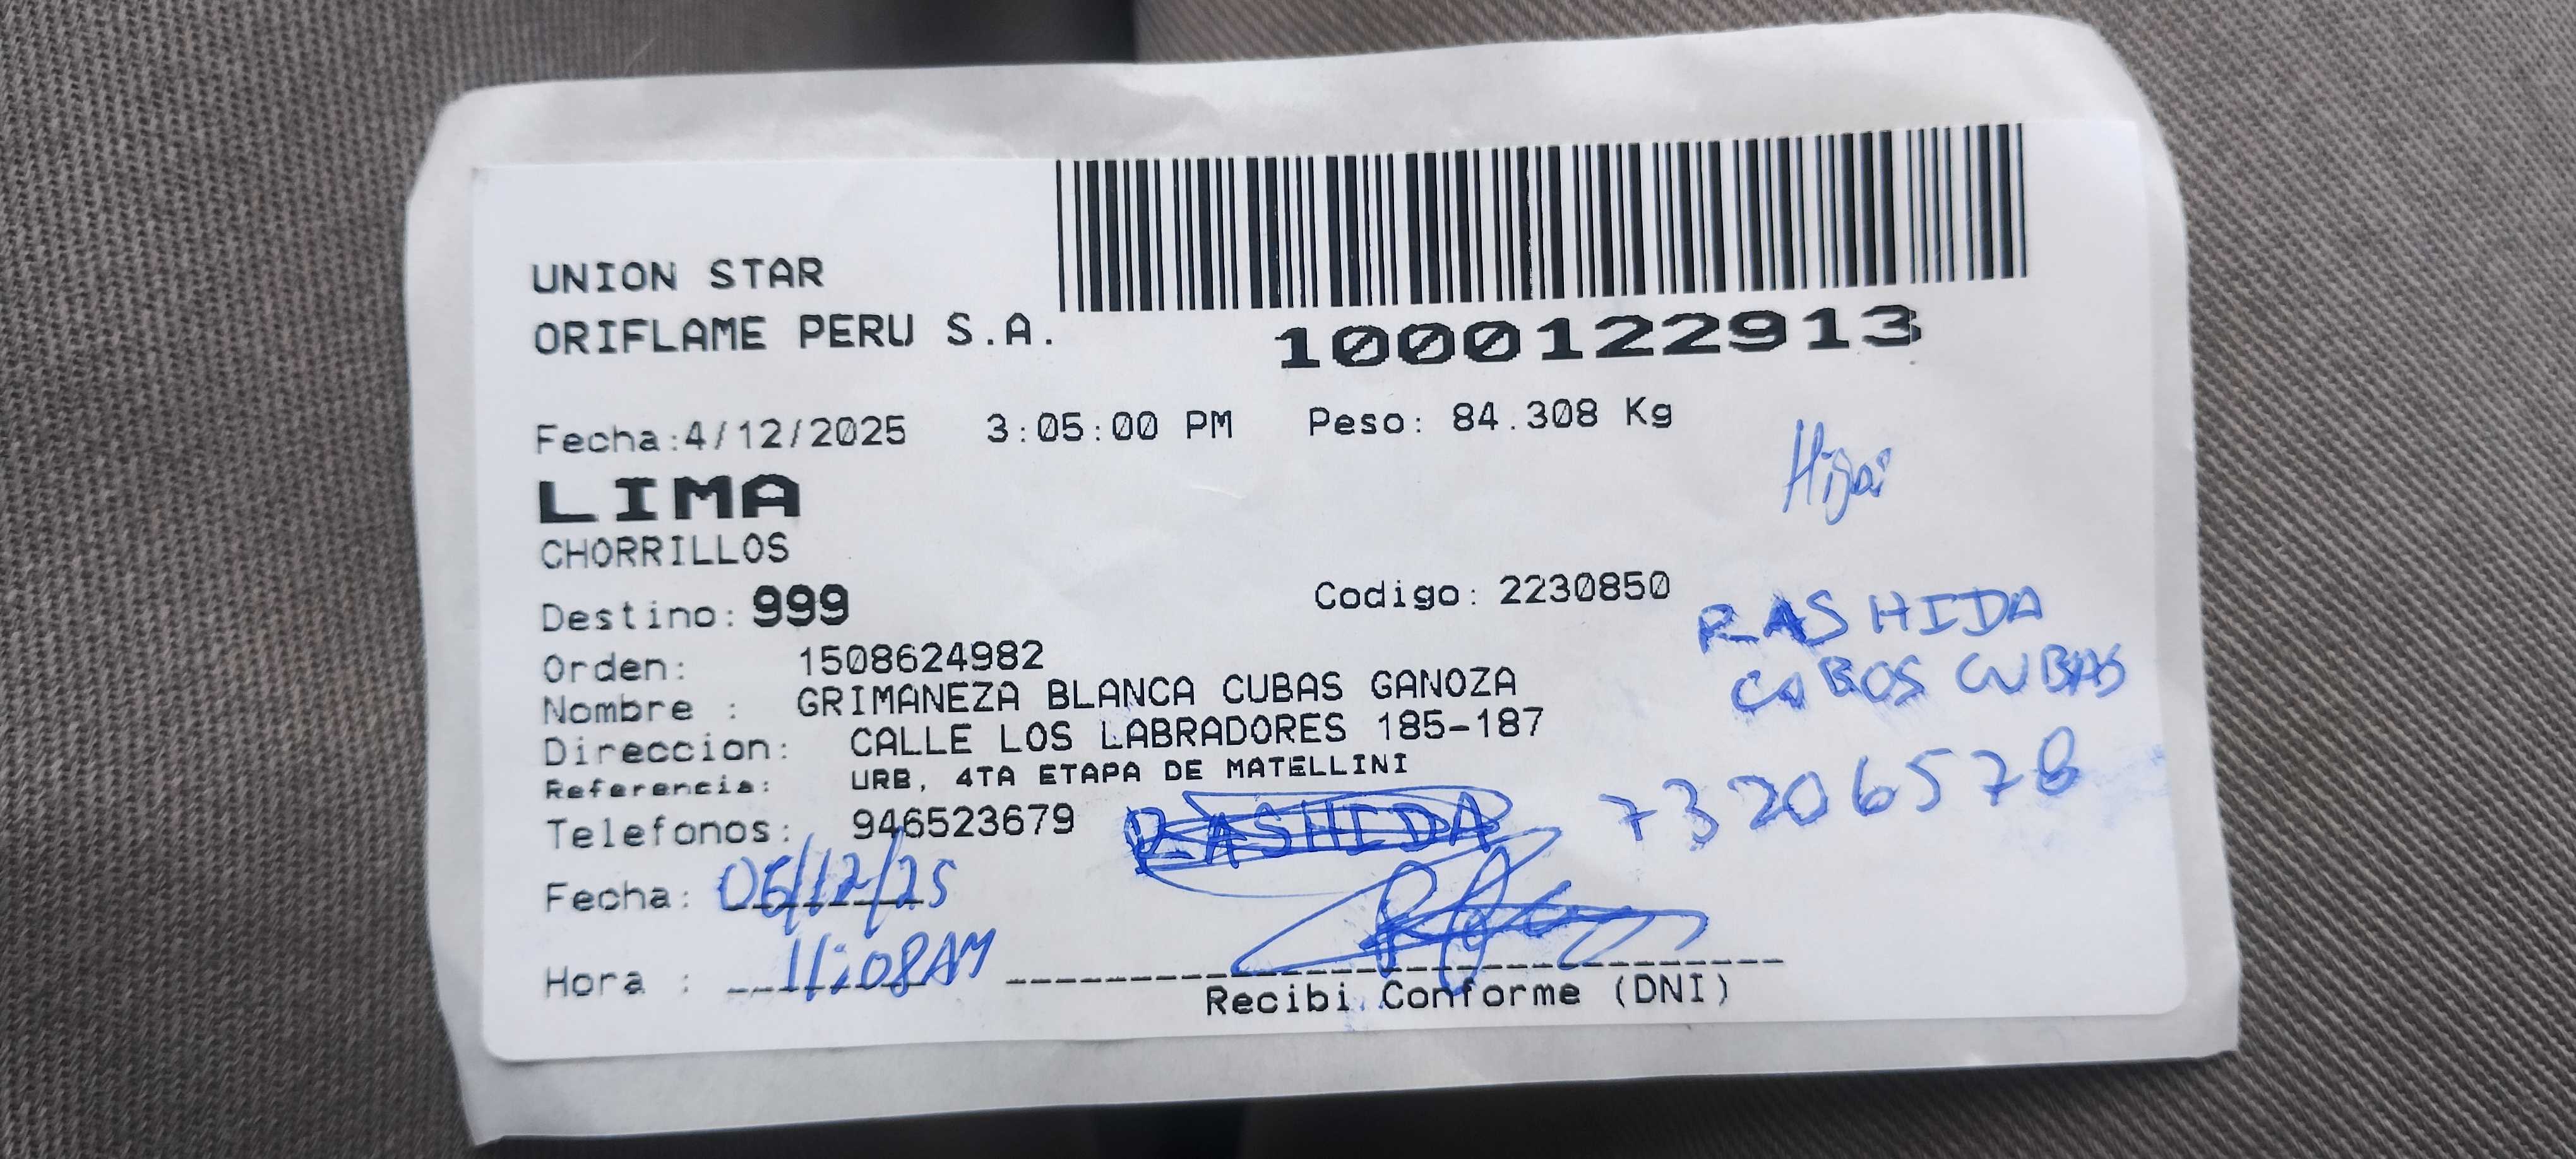 UNION STAR
ORIFLAME PERU S.A.
1000122913
Fecha:4/12/2025 3:05:00 PM Peso: 84.308 Kg
LIMA
CHORRILLOS
Destino: 999 Codigo: 2230850
Orden: 1508624982
Nombre : GRIMANEZA BLANCA CUBAS GANOZA
Direccion: CALLE LOS LABRADORES 185-187
Referencia: URB, 4TA ETAPA DE MATELLINI
Telefonos: 946523679
RASHIDA
Fecha: 06/12/25
Hora : 11:08AM
Recibi Conforme (DNI)
RASHIDA
COBOS CUBAS
73206578